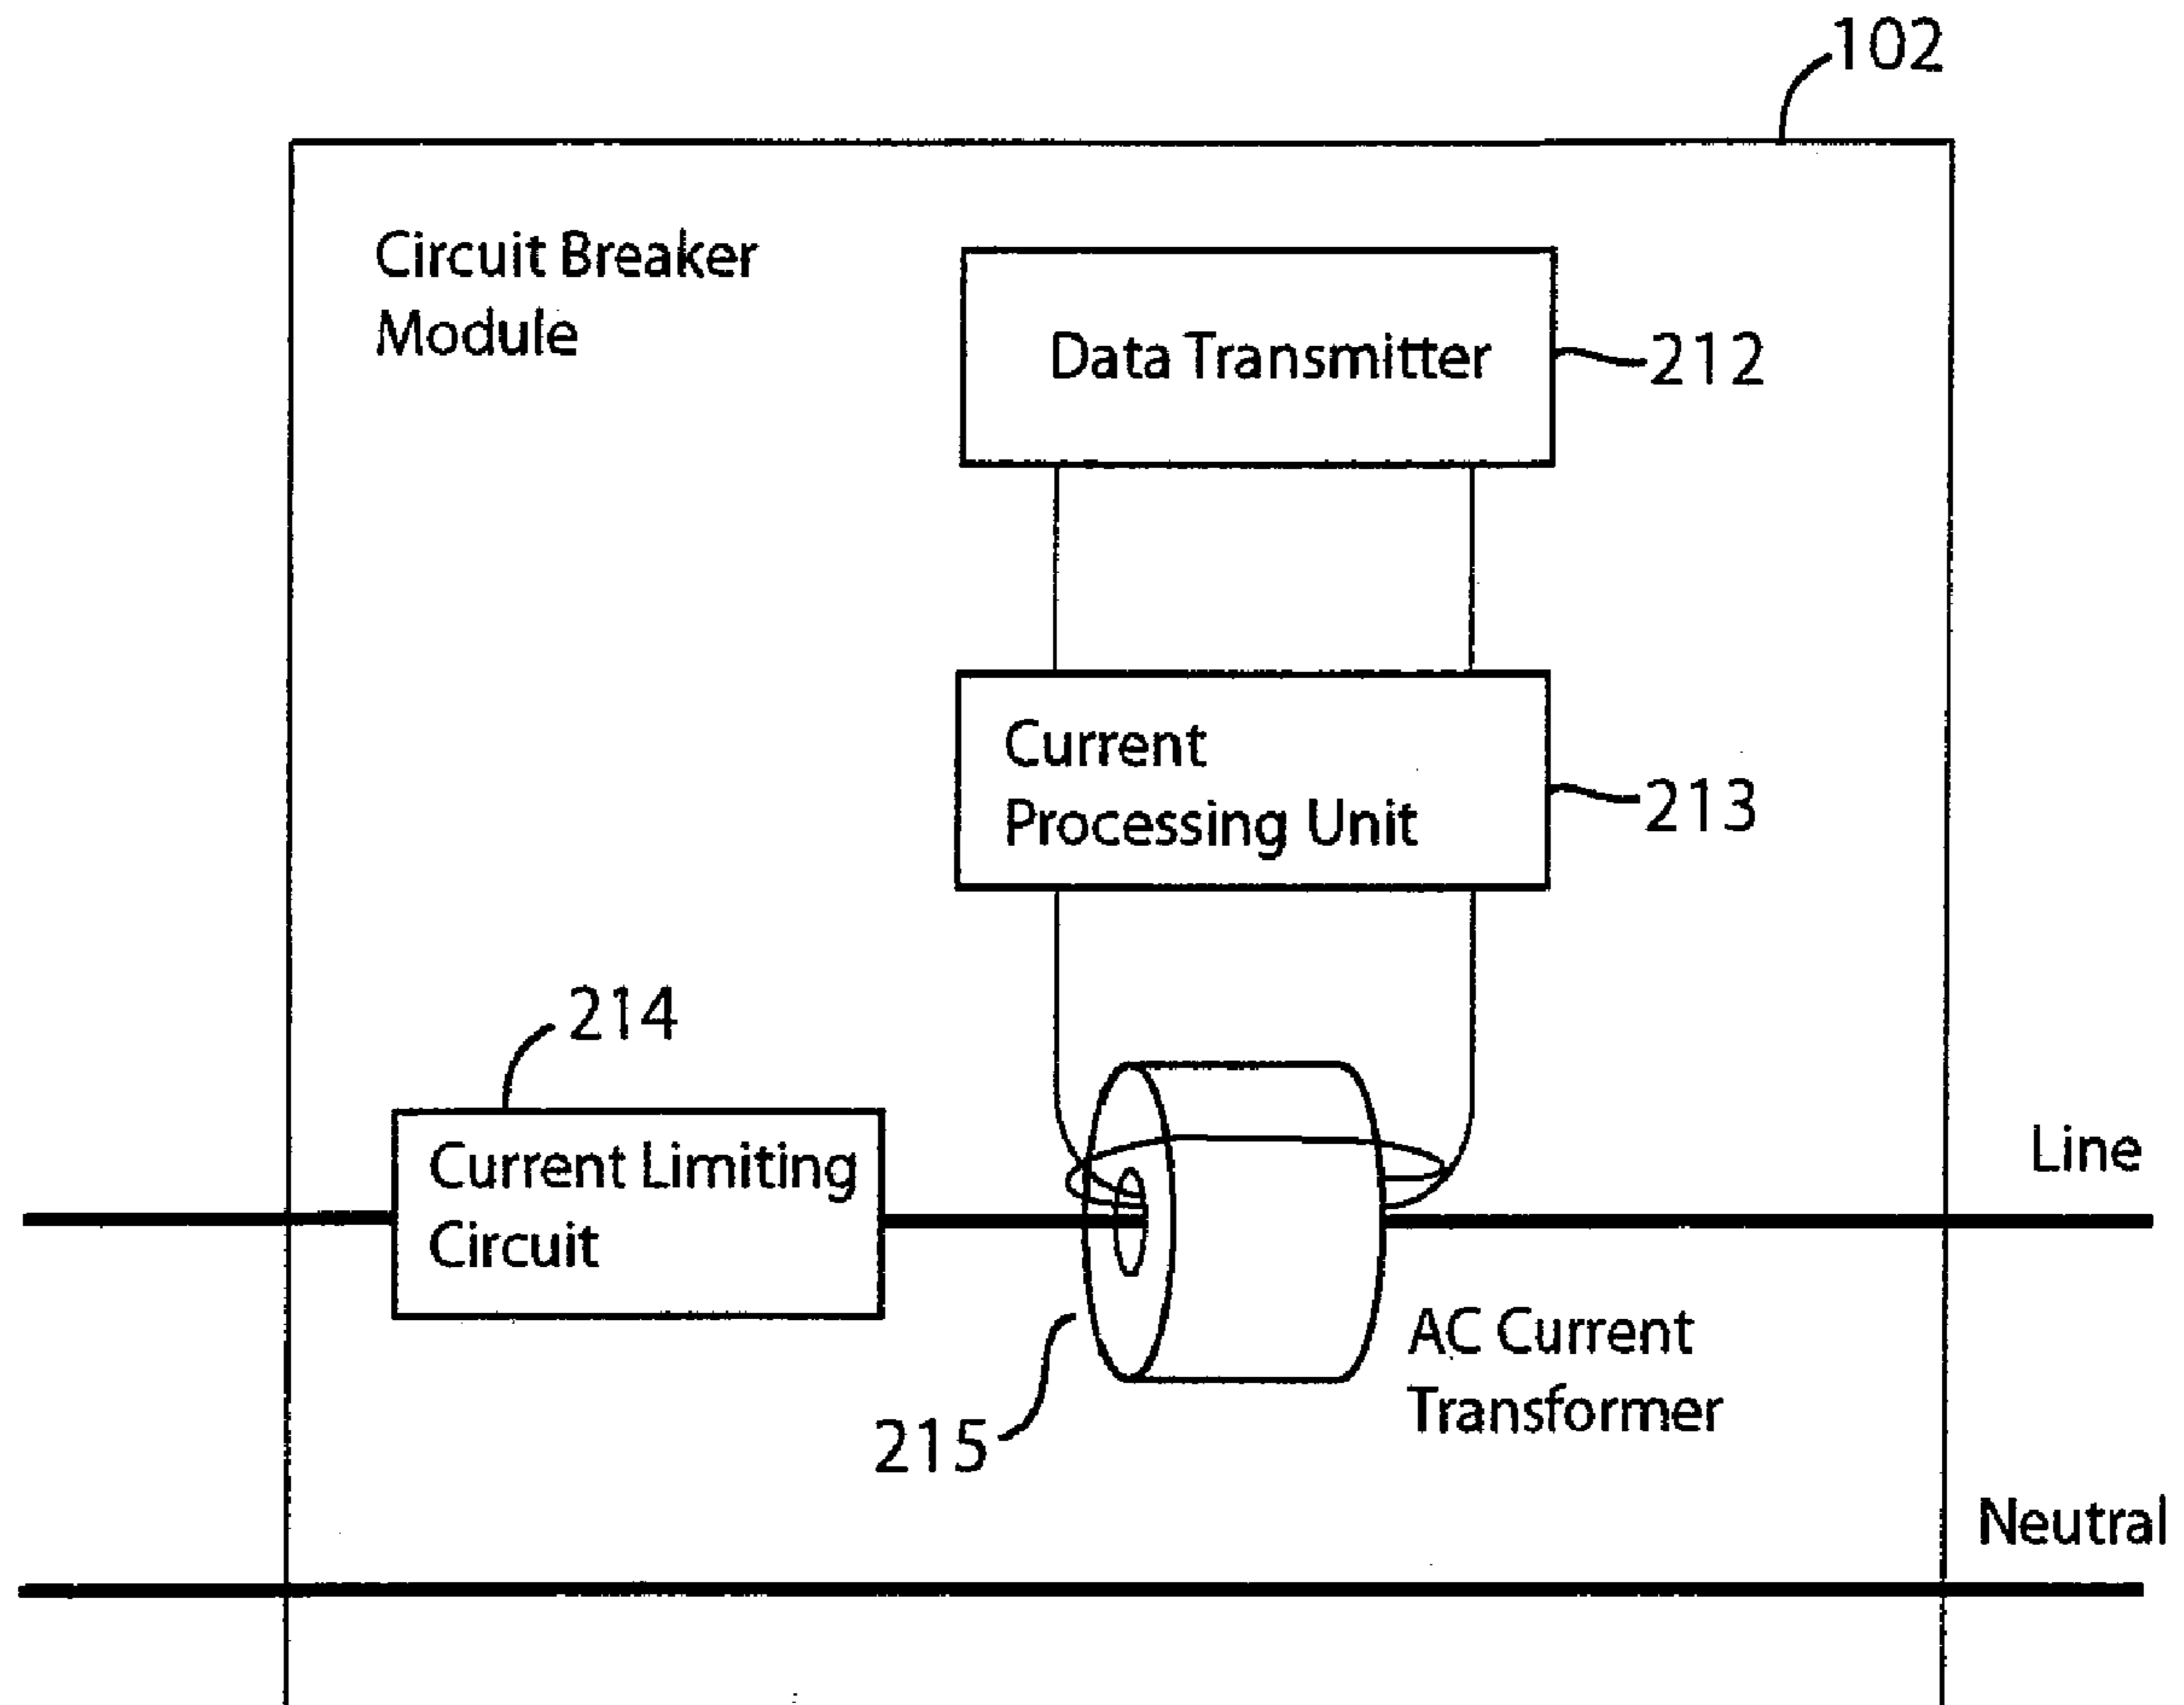 102
Circuit Breaker
Module
Data Transmitter
212
Current
Processing Unit
213
214
Current Limiting
Circuit
Line
AC Current
Transformer
215
Neutral